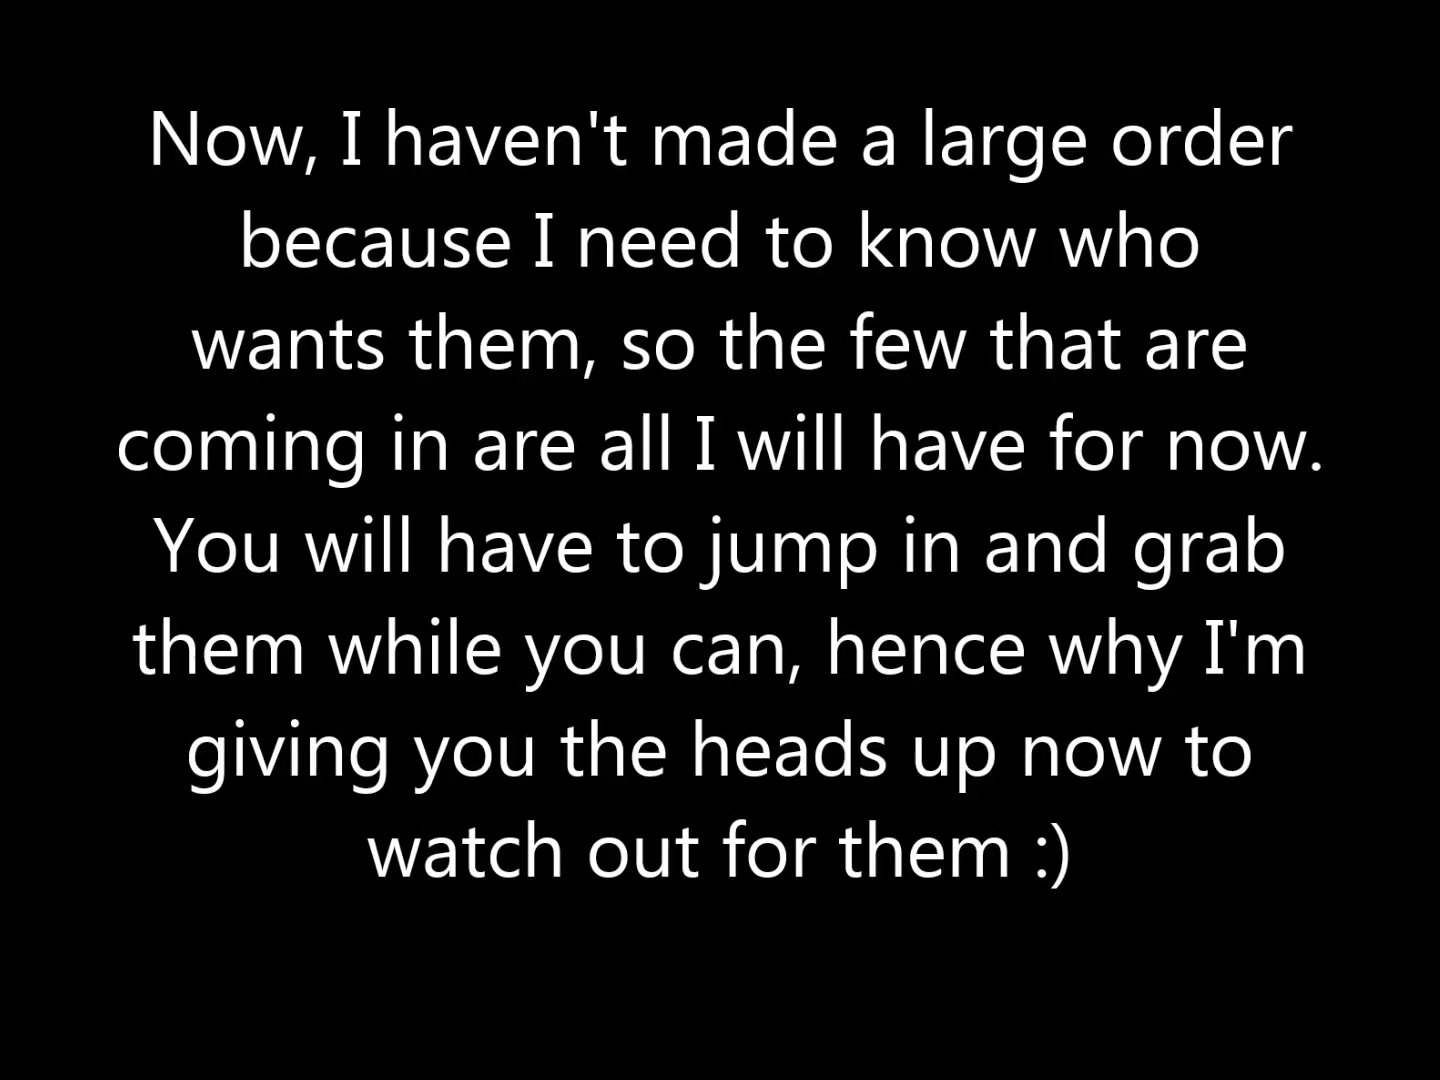 Now, I haven't made a large order
because I need to know who
wants them, so the few that are
coming in are all I will have for now.
You will have to jump in and grab
them while you can, hence why I'm
giving you the heads up now to
watch out for them :)